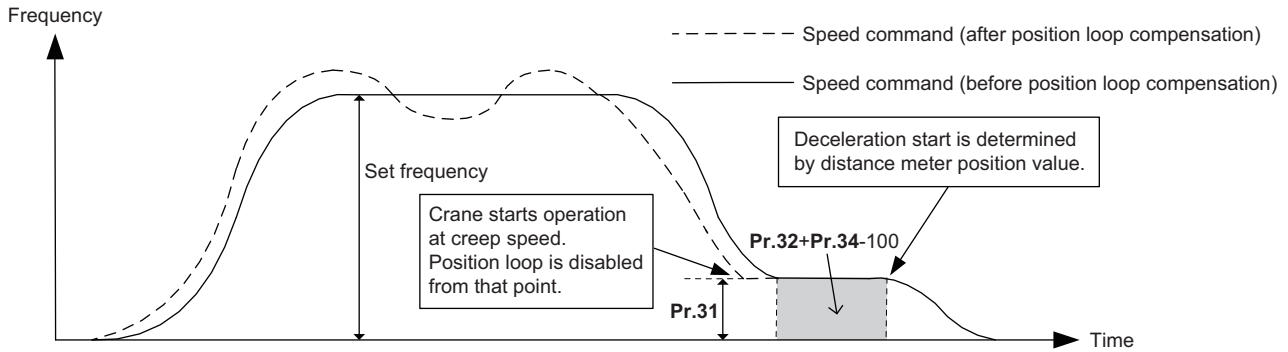 Frequency
Speed command (after position loop compensation)
Speed command (before position loop compensation)
Deceleration start is determined
by distance meter position value.
Set frequency
Crane starts operation
at creep speed.
Position loop is disabled
from that point.
Pr.32+Pr.34-100
Pr.31
Time